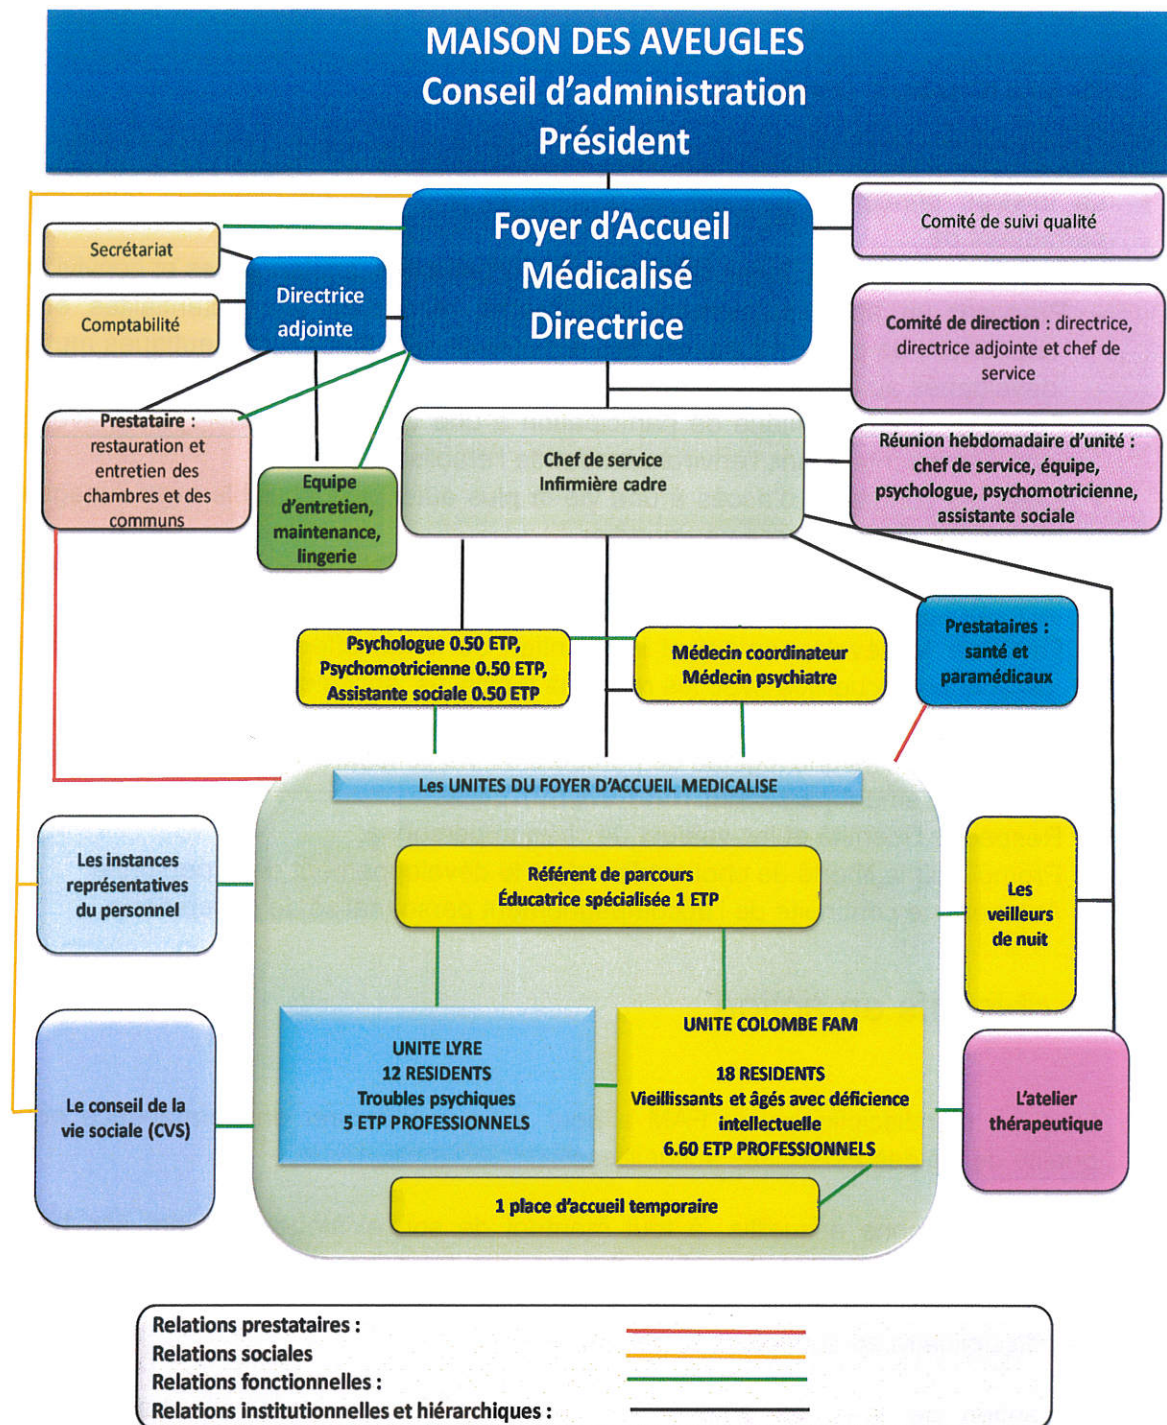 MAISON DES AVEUGLES
Conseil d'administration
Président
Foyer d'Accueil
Médicalisé
Directrice
Comité de suivi qualité
Secrétariat
Directrice
adjointe
Comptabilité
Comité de direction : directrice,
directrice adjointe et chef de
service
Prestataire :
restauration et
entretien des
chambres et des
communs
Equipe
d'entretien,
maintenance,
lingerie
Chef de service
Infirmière cadre
Réunion hebdomadaire d'unité :
chef de service, équipe,
psychologue, psychomotricienne,
assistante sociale
Psychologue 0.50 ETP,
Psychomotricienne 0.50 ETP,
Assistante sociale 0.50 ETP
Médecin coordinateur
Médecin psychiatre
Prestataires :
santé et
paramédicaux
Les UNITES DU FOYER D'ACCUEIL MEDICALISE
Les instances
représentatives
du personnel
Référent de parcours
Éducatrice spécialisée 1 ETP
Les
veilleurs
de nuit
UNITE LYRE
12 RESIDENTS
Troubles psychiques
5 ETP PROFESSIONNELS
UNITE COLOMBE FAM
18 RESIDENTS
Vieillissants et âgés avec déficience
intellectuelle
6.60 ETP PROFESSIONNELS
Le conseil de la
vie sociale (CVS)
L'atelier
thérapeutique
1 place d'accueil temporaire
Relations prestataires :
Relations sociales
Relations fonctionnelles :
Relations institutionnelles et hiérarchiques :